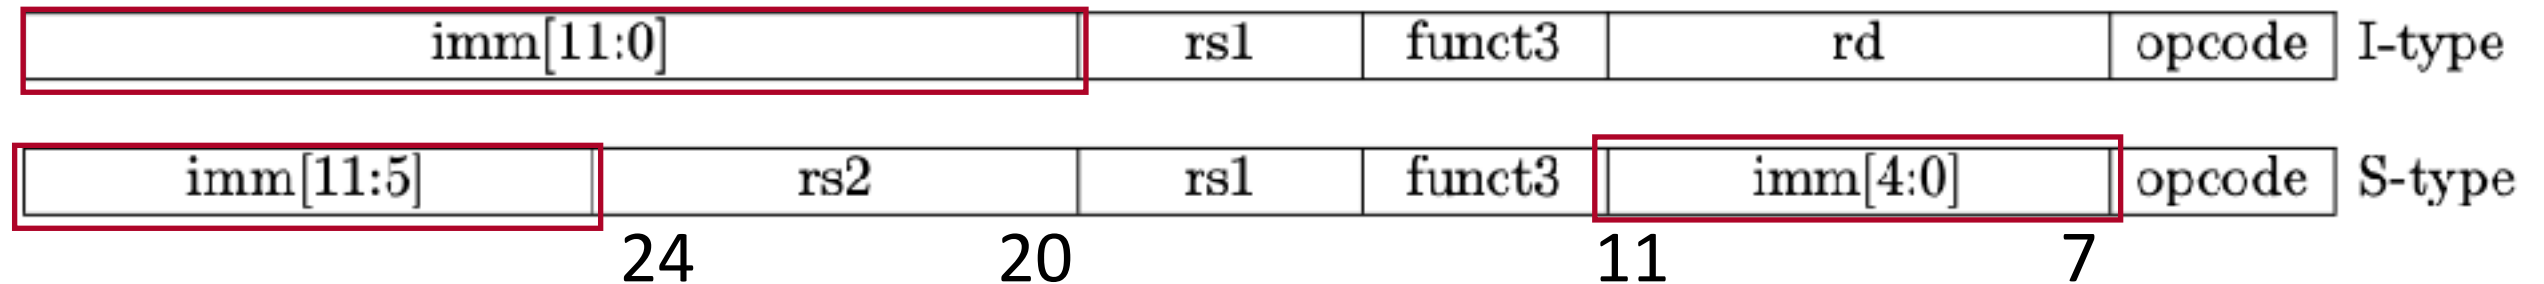 imm[11:0] rs1 funct3 rd opcode I-type
imm[11:5] rs2 rs1 funct3 imm[4:0] opcode S-type
24 20 11 7